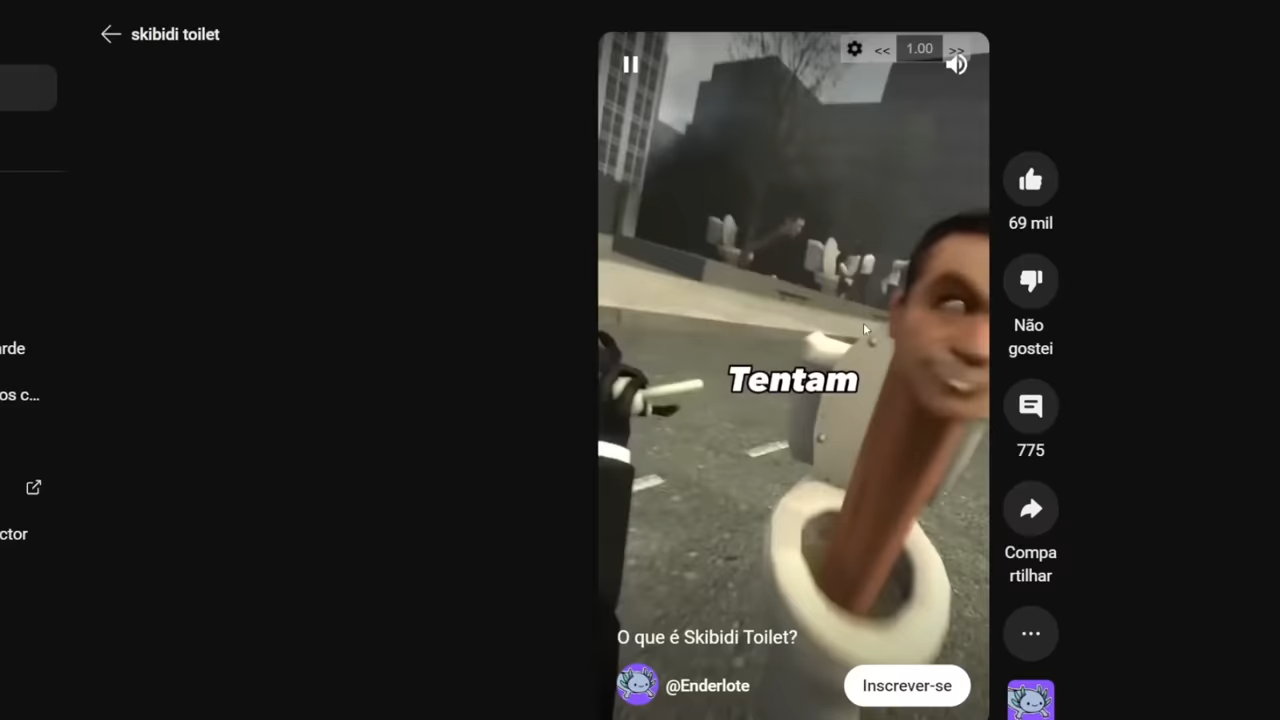 skibidi toilet
<< 1.00 >>
69 mil
Não
gostei
arde
os c...
Tentam
775
ctor
Compa
rtilhar
O que é Skibidi Toilet?
@Enderlote
Inscrever-se